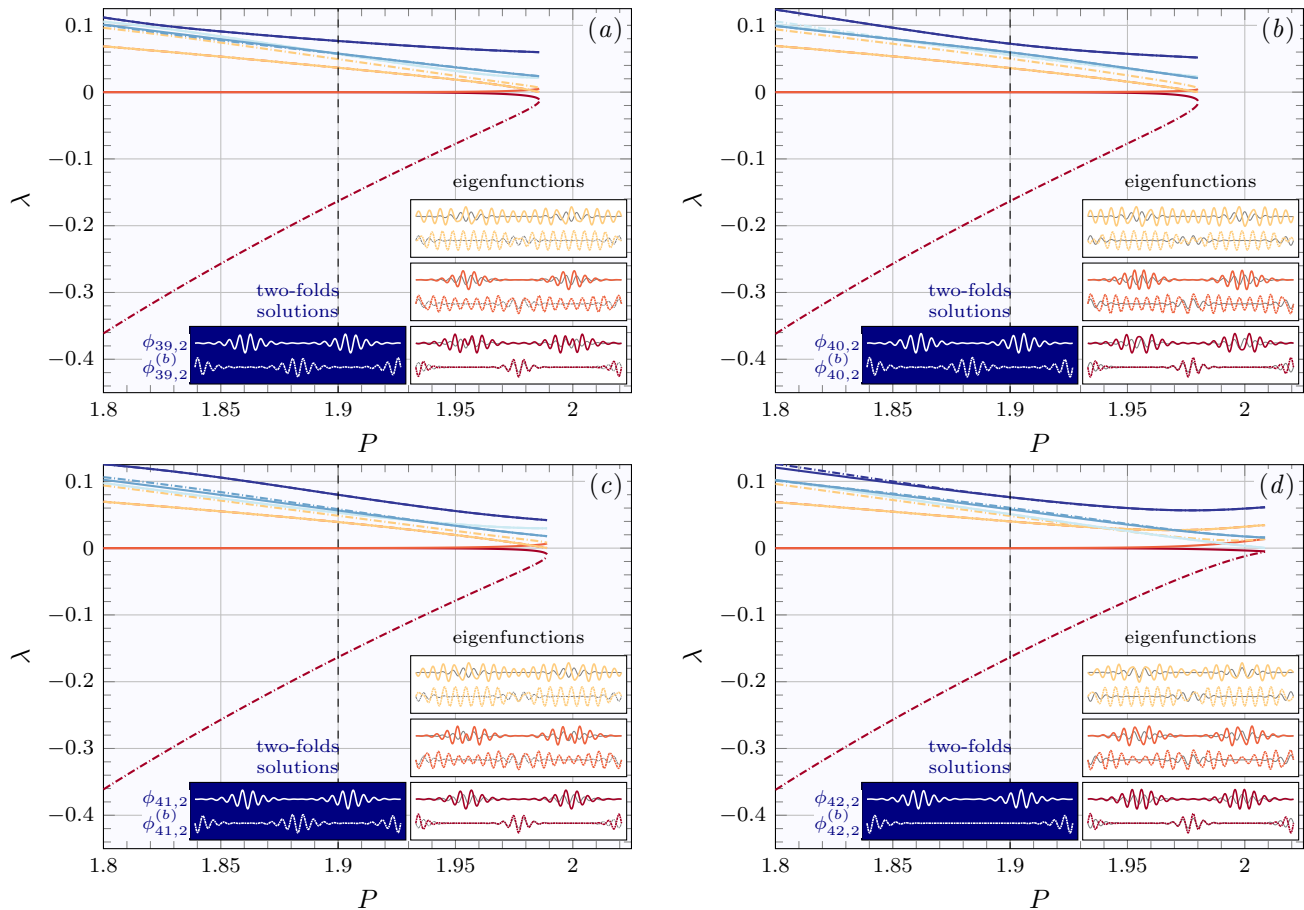 0.1
0
−0.1
−0.2
−0.3
−0.4
λ
(a)
eigenfunctions
two-folds
solutions
ϕ39,2
ϕ(b)39,2
1.8
1.85
1.9
1.95
2
P
0.1
0
−0.1
−0.2
−0.3
−0.4
λ
(b)
eigenfunctions
two-folds
solutions
ϕ40,2
ϕ(b)40,2
1.8
1.85
1.9
1.95
2
P
0.1
0
−0.1
−0.2
−0.3
−0.4
λ
(c)
eigenfunctions
two-folds
solutions
ϕ41,2
ϕ(b)41,2
1.8
1.85
1.9
1.95
2
P
0.1
0
−0.1
−0.2
−0.3
−0.4
λ
(d)
eigenfunctions
two-folds
solutions
ϕ42,2
ϕ(b)42,2
1.8
1.85
1.9
1.95
2
P